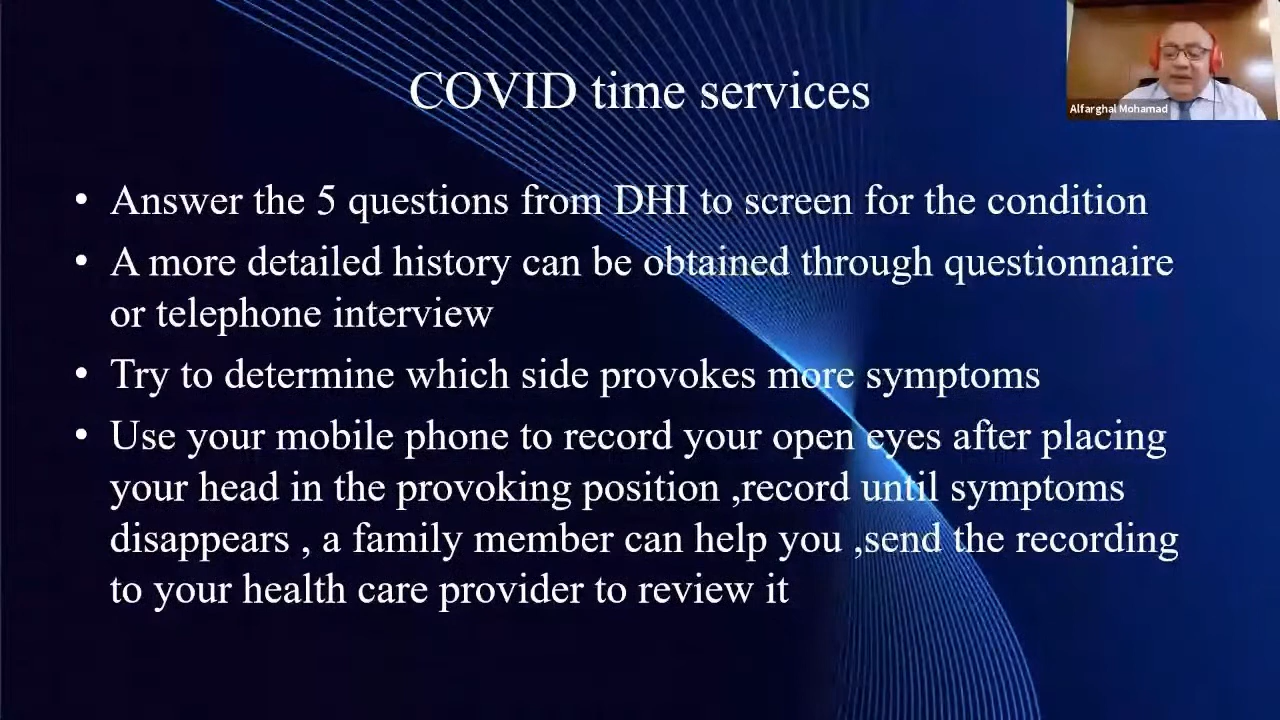 COVID time services
Alfarghal Mohamad
• Answer the 5 questions from DHI to screen for the condition
• A more detailed history can be obtained through questionnaire
or telephone interview
• Try to determine which side provokes more symptoms
• Use your mobile phone to record your open eyes after placing
your head in the provoking position ,record until symptoms
disappears , a family member can help you ,send the recording
to your health care provider to review it